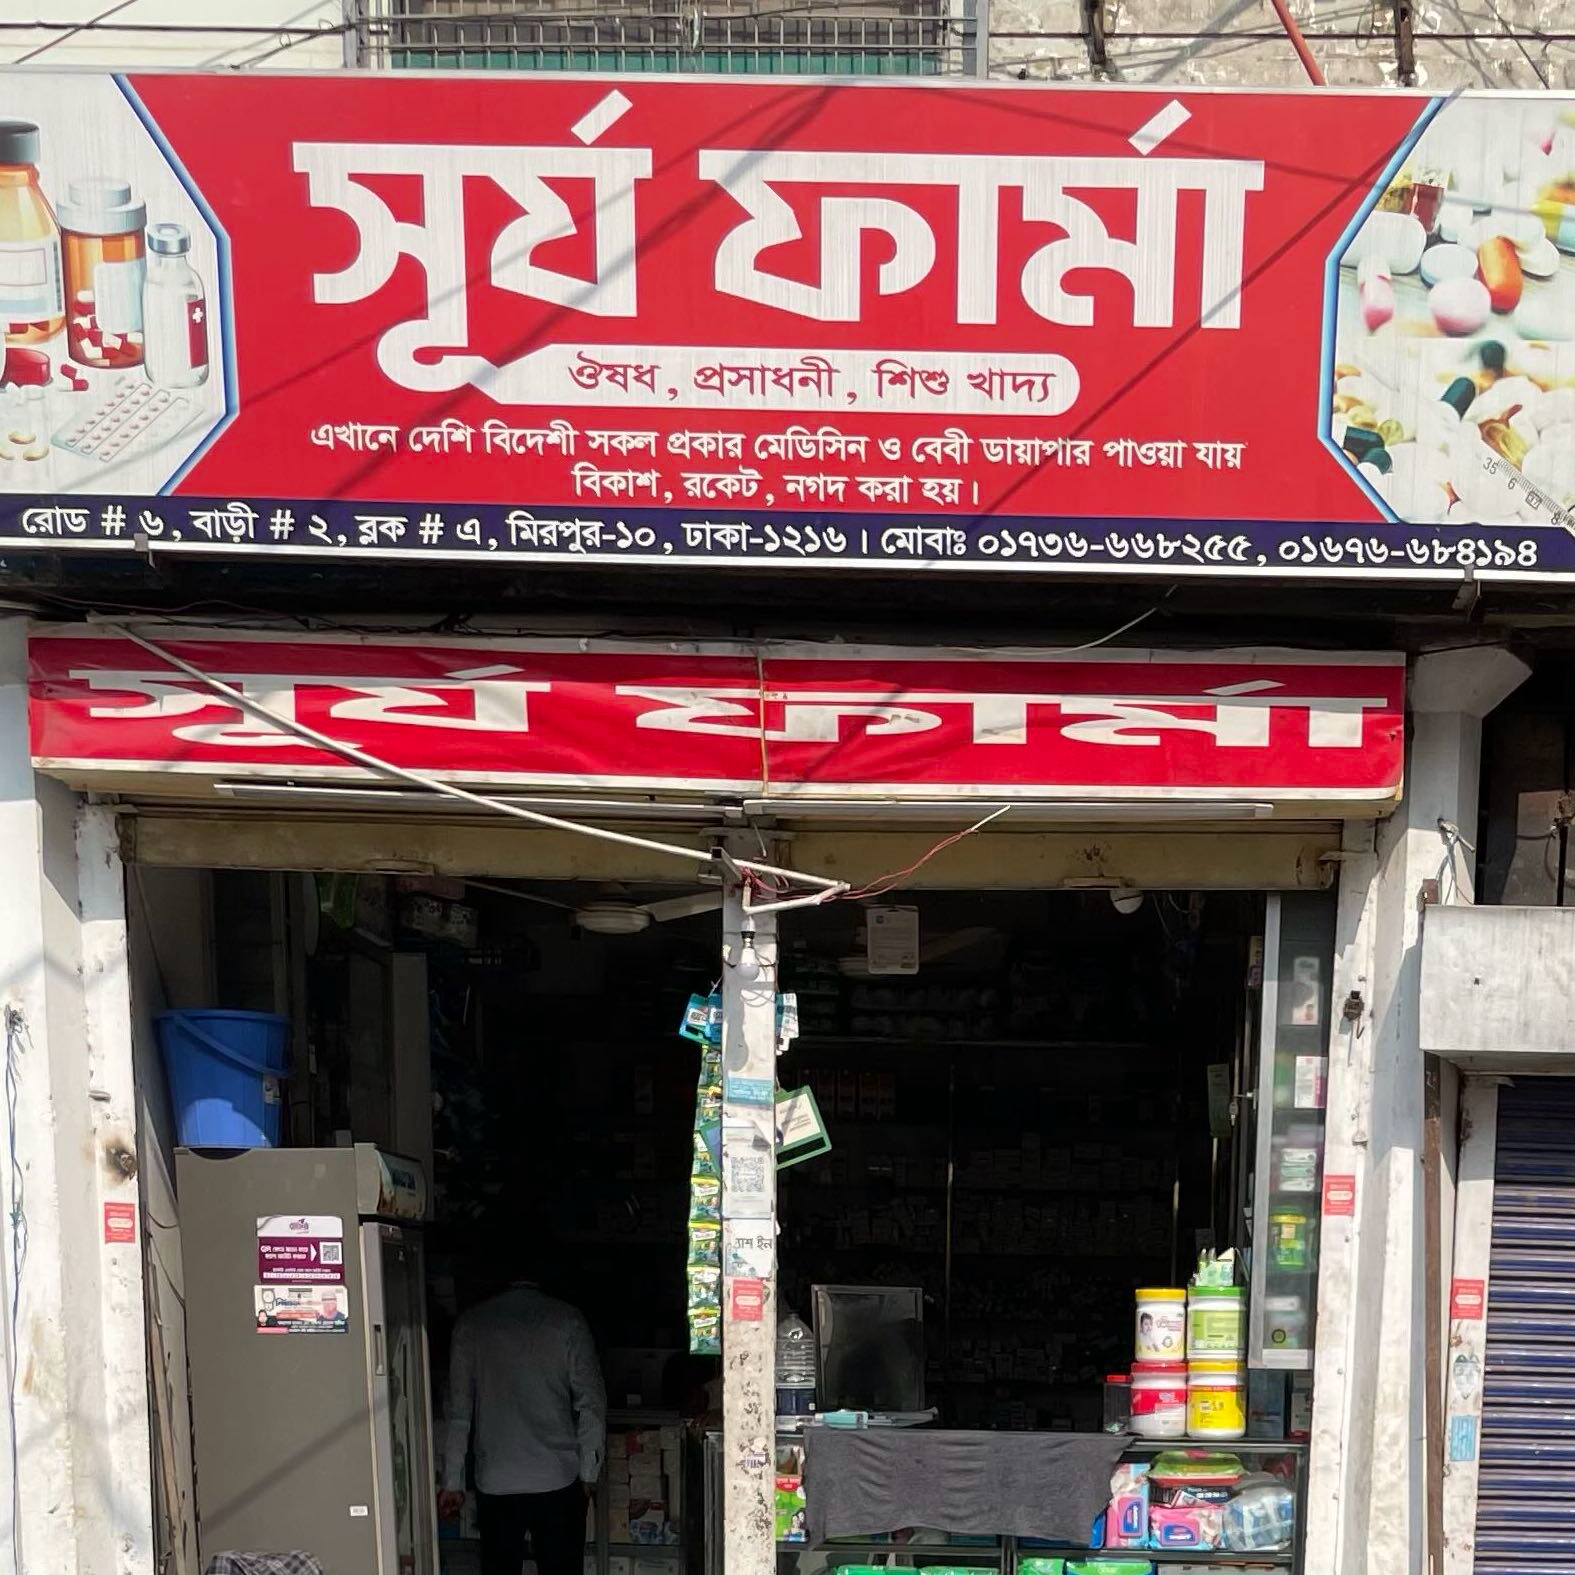 সূর্য ফার্মা
ঔষধ, প্রসাধনী, শিশু খাদ্য
এখানে দেশি বিদেশী সকল প্রকার মেডিসিন ও বেবী ডায়াপার পাওয়া যায়
বিকাশ, রকেট, নগদ করা হয়।
রোড # ৬, বাড়ী # ২, ব্লক # এ, মিরপুর-১০, ঢাকা-১২১৬। মোবাঃ ০১৭৩৬-৬৬৮২৫৫, ০১৬৭৬-৬৮৪১৯৪
সূর্য ফার্মা